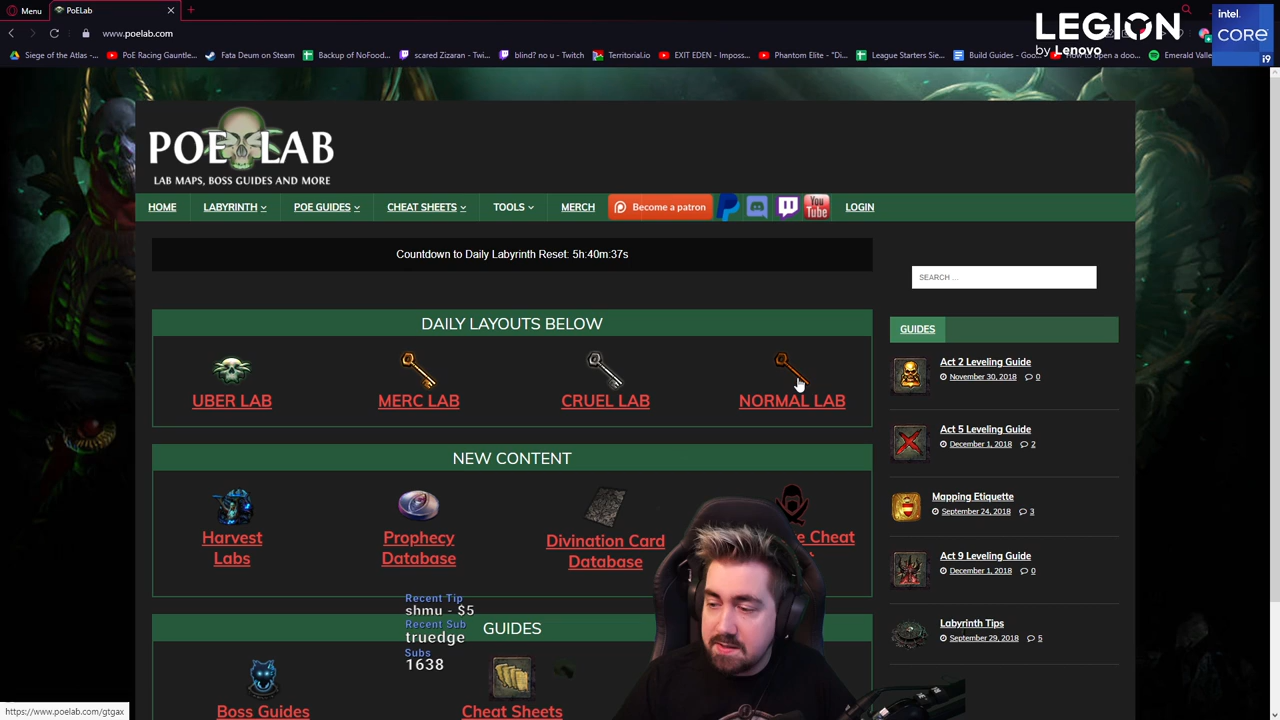 Menu
PoELab
www.poelab.com
Siege of the Atlas -...
PoE Racing Gauntle...
Fata Deum on Steam
Backup of NoFood...
scared Zizaran - Twi...
blind? no u - Twitch
Territorial.io
EXIT EDEN - Imposs...
Phantom Elite - "Di...
League Starters Sie...
Build Guides - Goo...
How to open a doo...
Emerald Valle
LEGION
by Lenovo
intel.
CORE
i9
POE LAB
LAB MAPS, BOSS GUIDES AND MORE
HOME
LABYRINTH
POE GUIDES
CHEAT SHEETS
TOOLS
MERCH
Become a patron
You
Tube
LOGIN
Countdown to Daily Labyrinth Reset: 5h:40m:37s
SEARCH ...
DAILY LAYOUTS BELOW
UBER LAB
MERC LAB
CRUEL LAB
NORMAL LAB
NEW CONTENT
Harvest
Labs
Prophecy
Database
Divination Card
Database
e Cheat
GUIDES
Boss Guides
Cheat Sheets
GUIDES
Act 2 Leveling Guide
November 30, 2018 0
Act 5 Leveling Guide
December 1, 2018 2
Mapping Etiquette
September 24, 2018 3
Act 9 Leveling Guide
December 1, 2018 0
Labyrinth Tips
September 29, 2018 5
Recent Tip
shmu - $5
Recent Sub
truedge
Subs
1638
https://www.poelab.com/gtgax